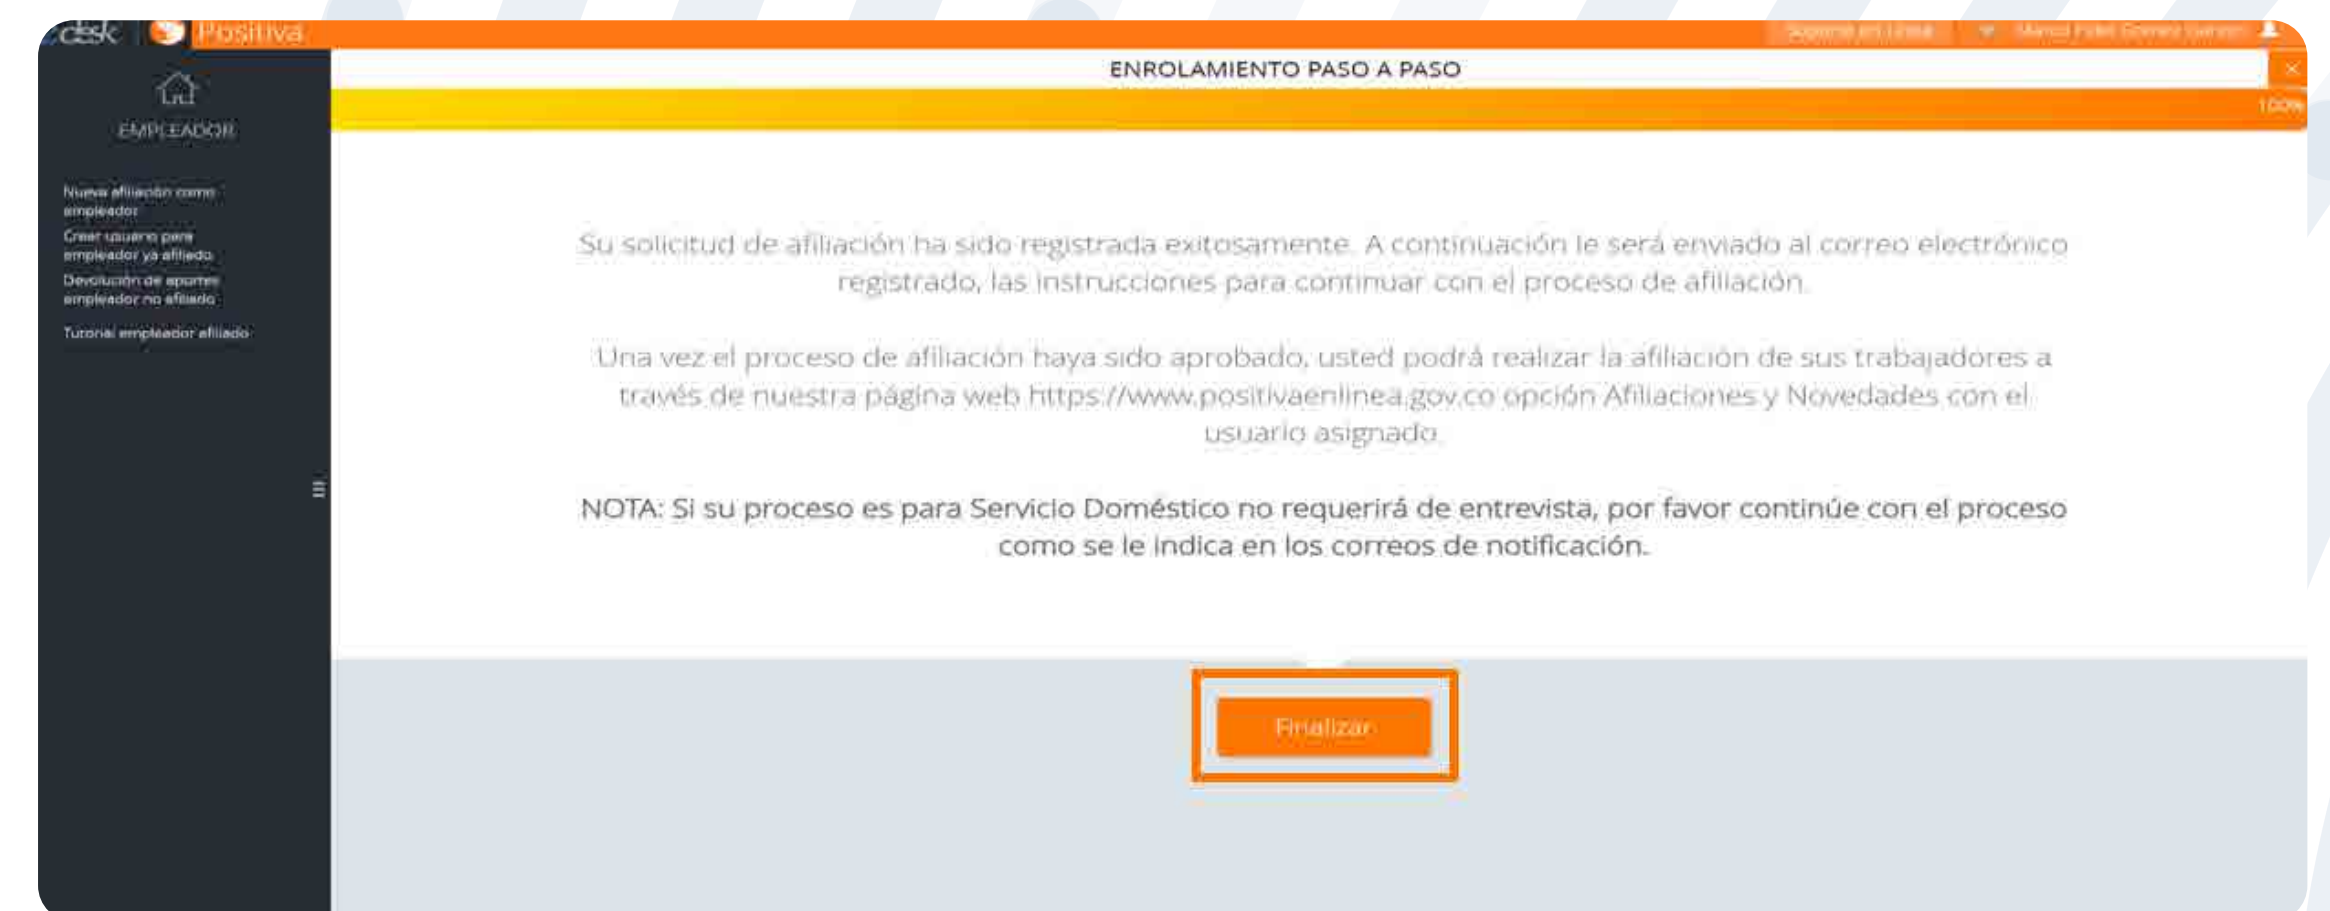 desk Positiva
Soporte en Línea
ENROLAMIENTO PASO A PASO
100%
EMPLEADOR
Nueva afiliación como
empleador
Crear usuario para
empleador ya afiliado
Devolución de aportes
empleador no afiliado
Tutorial empleador afiliado
Su solicitud de afiliación ha sido registrada exitosamente. A continuación le será enviado al correo electrónico
registrado, las instrucciones para continuar con el proceso de afiliación.
Una vez el proceso de afiliación haya sido aprobado, usted podrá realizar la afiliación de sus trabajadores a
través de nuestra página web https://www.positivaenlinea.gov.co opción Afiliaciones y Novedades con el
usuario asignado.
NOTA: Si su proceso es para Servicio Doméstico no requerirá de entrevista, por favor continúe con el proceso
como se le indica en los correos de notificación.
Finalizar